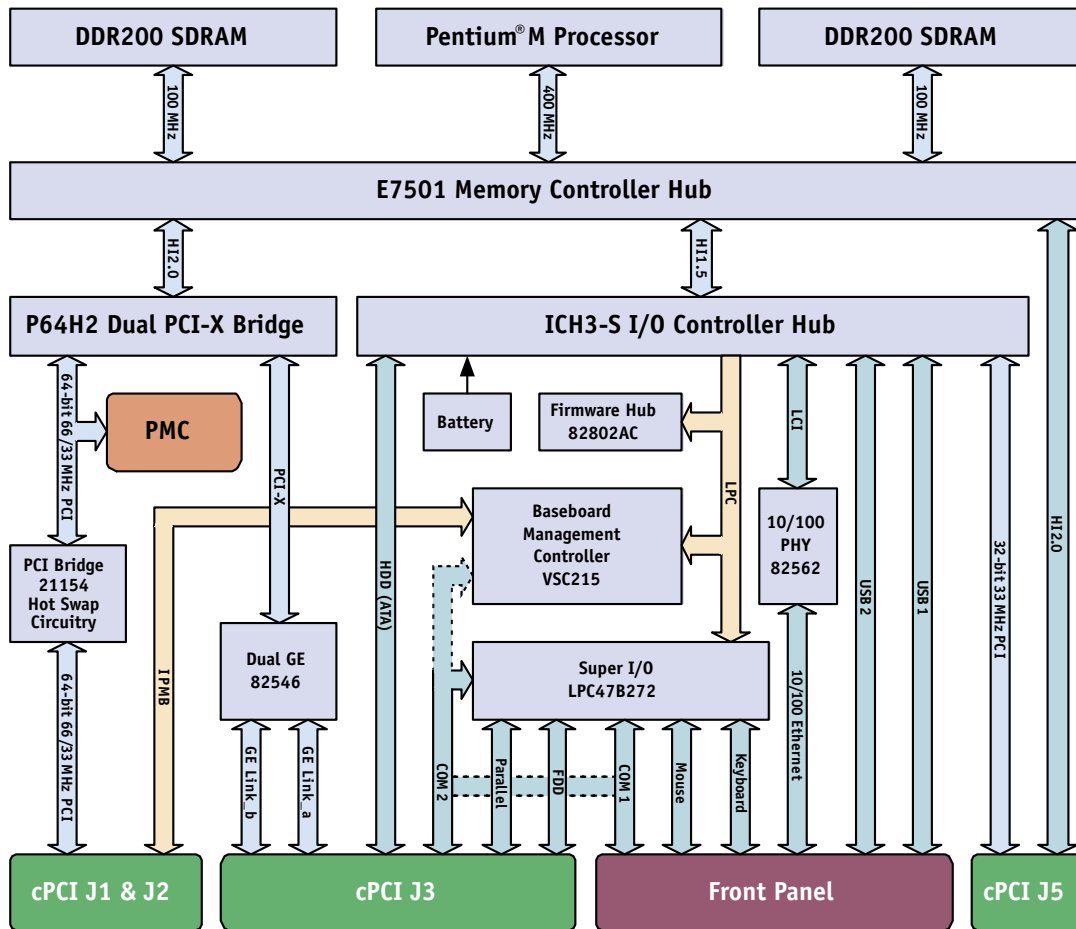 DDR200 SDRAM
Pentium® M Processor
DDR200 SDRAM
100 MHz
400 MHz
100 MHz
E7501 Memory Controller Hub
HI2.0
HI1.5
HI2.0
P64H2 Dual PCI-X Bridge
ICH3-S I/O Controller Hub
64-bit 66/33 MHz PCI
PMC
PCI-X
HDD (ATA)
Battery
Firmware Hub
82802AC
LPC
LCI
USB 2
USB 1
32-bit 33 MHz PCI
Baseboard
Management
Controller
VSC215
10/100
PHY
82562
PCI Bridge
21154
Hot Swap
Circuitry
IPMB
Dual GE
82546
Super I/O
LPC47B272
64-bit 66/33 MHz PCI
GE Link_b
GE Link_a
COM 2
Parallel
FDD
COM 1
Mouse
Keyboard
10/100 Ethernet
cPCI J1 & J2
cPCI J3
Front Panel
cPCI J5